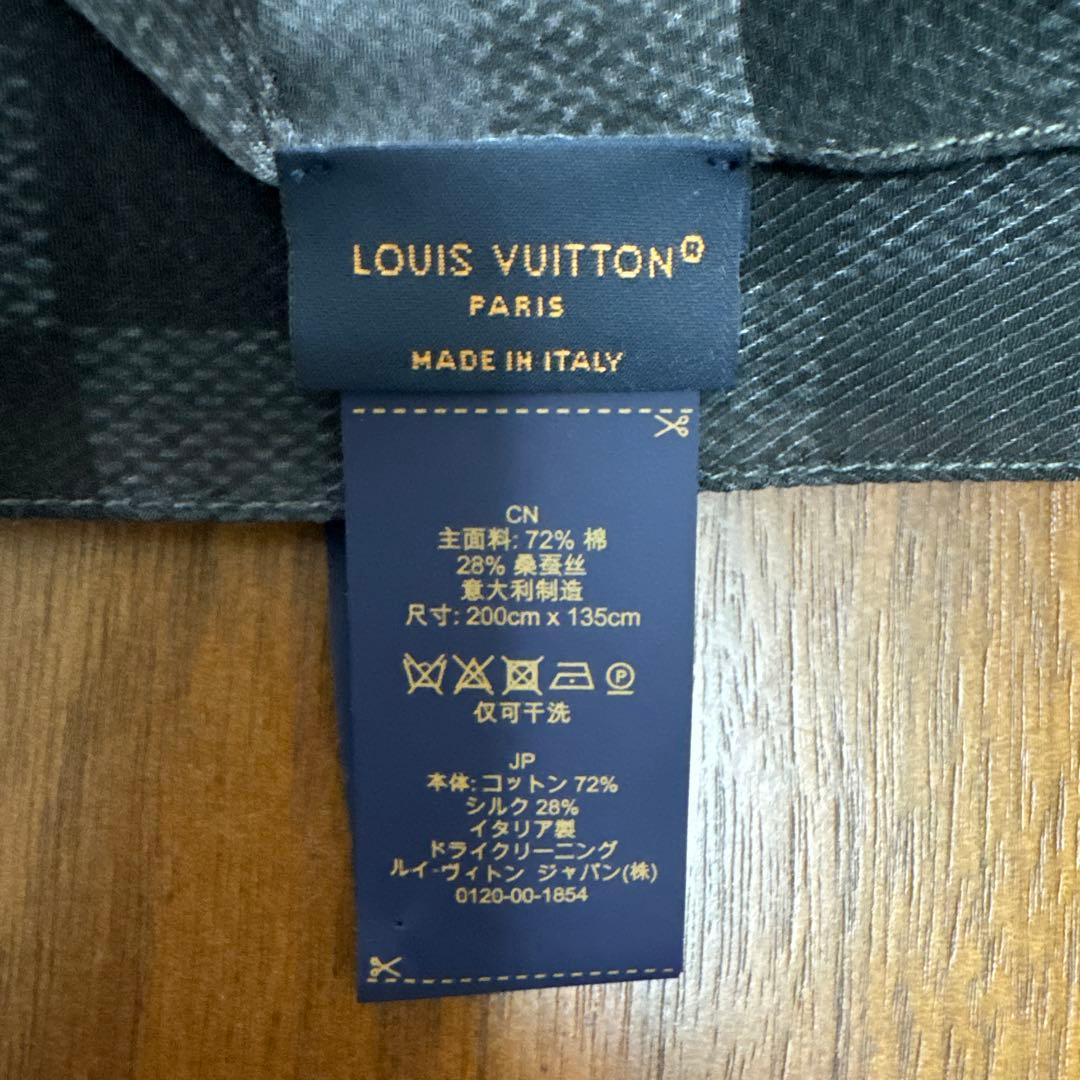 LOUIS VUITTON®
PARIS
MADE IN ITALY
CN
主面料: 72% 棉
28% 桑蚕丝
意大利制造
尺寸: 200cm x 135cm
P
仅可干洗
JP
本体: コットン 72%
シルク 28%
イタリア製
ドライクリーニング
ルイ・ヴィトン ジャパン(株)
0120-00-1854